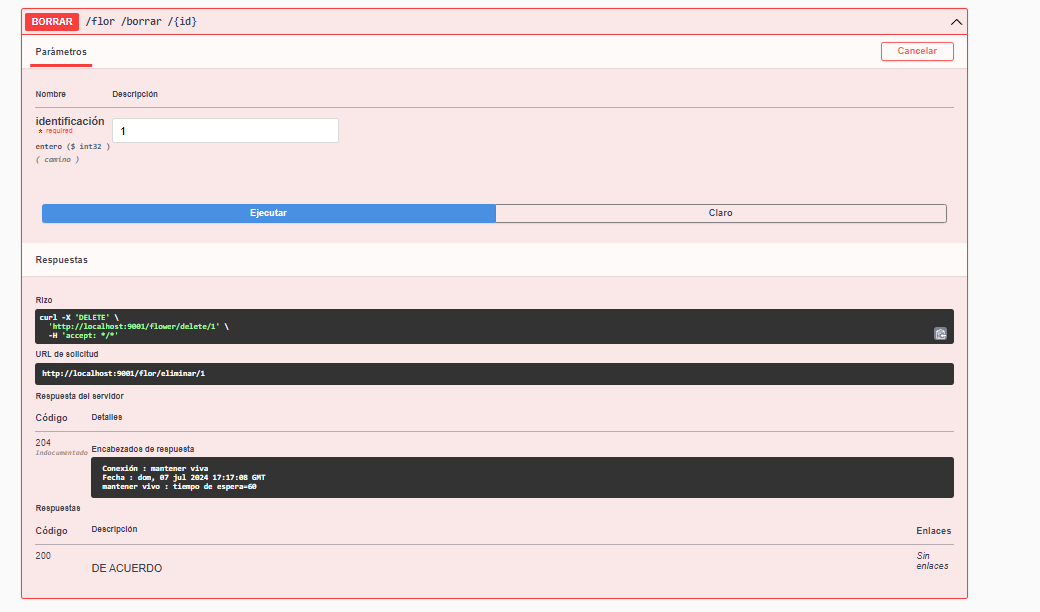 BORRAR /flor /borrar /{id}
Parámetros
Cancelar
Nombre Descripción
identificación
* required
entero ($ int32 )
( camino )
1
Ejecutar Claro
Respuestas
Rizo
curl -X 'DELETE' \
'http://localhost:9001/flower/delete/1' \
-H 'accept: */*'
URL de solicitud
http://localhost:9001/flor/eliminar/1
Respuesta del servidor
Código Detalles
204
Indocumentado
Encabezados de respuesta
Conexión : mantener viva
Fecha : dom, 07 jul 2024 17:17:08 GMT
mantener vivo : tiempo de espera=60
Respuestas
Código Descripción Enlaces
200
DE ACUERDO
Sin
enlaces